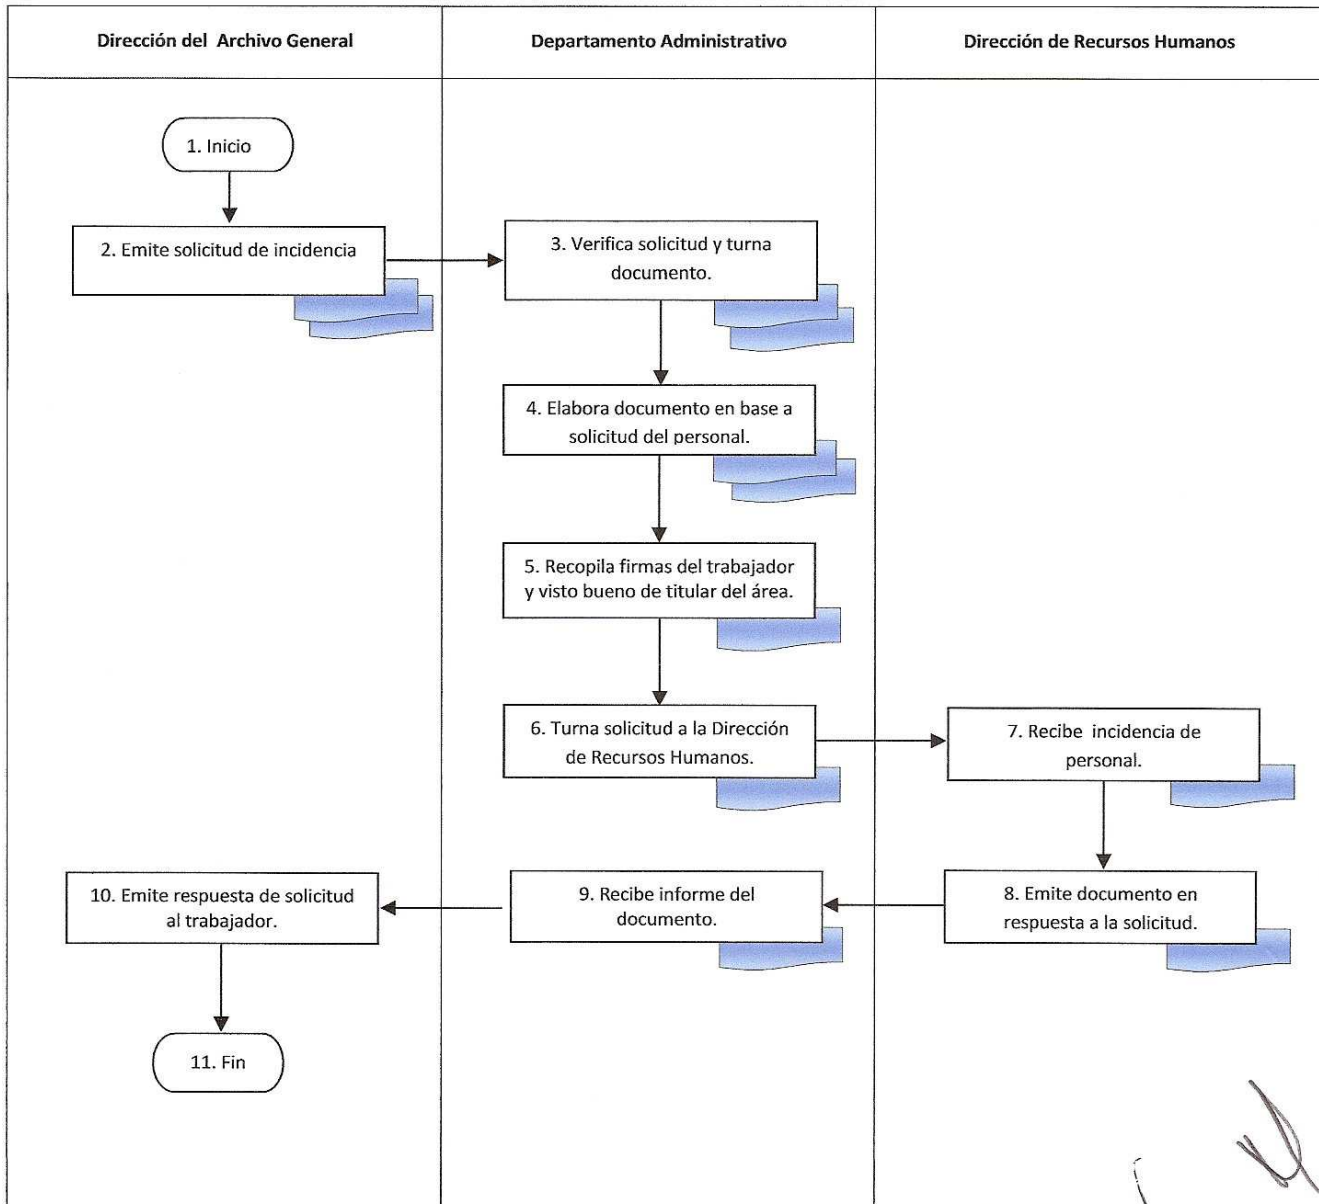 Dirección del Archivo General
Departamento Administrativo
Dirección de Recursos Humanos
1. Inicio
2. Emite solicitud de incidencia
3. Verifica solicitud y turna
documento.
4. Elabora documento en base a
solicitud del personal.
5. Recopila firmas del trabajador
y visto bueno de titular del área.
6. Turna solicitud a la Dirección
de Recursos Humanos.
7. Recibe incidencia de
personal.
8. Emite documento en
respuesta a la solicitud.
9. Recibe informe del
documento.
10. Emite respuesta de solicitud
al trabajador.
11. Fin